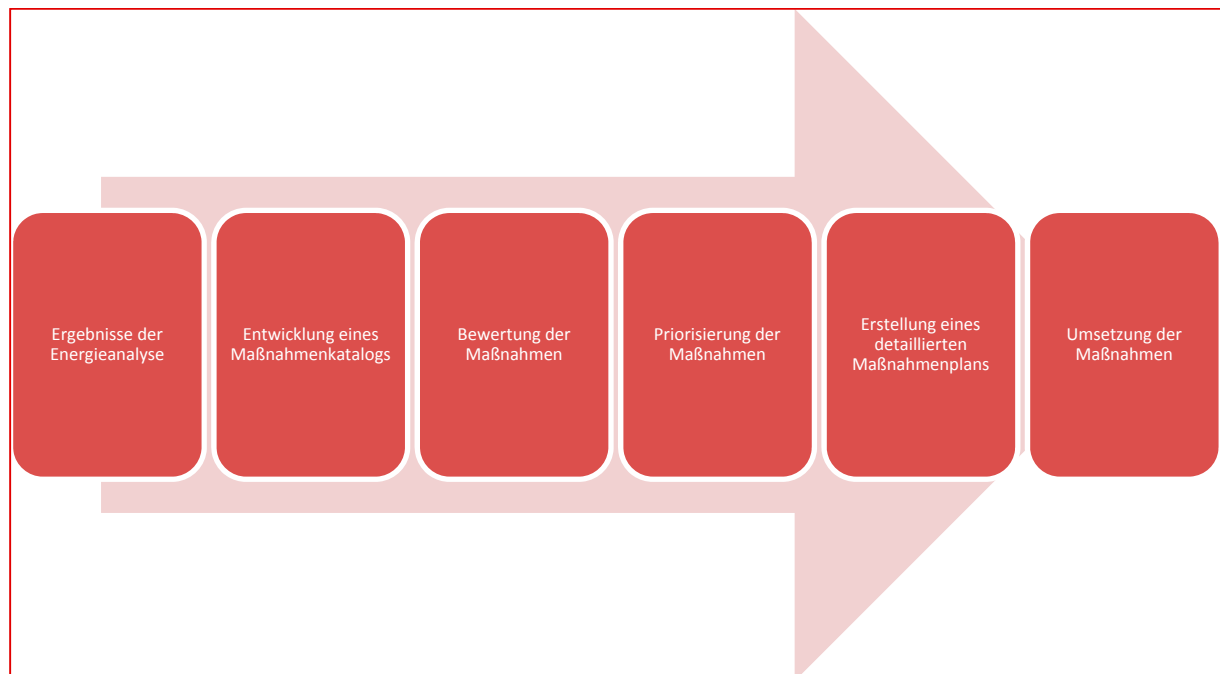 Ergebnisse der
Energieanalyse
Entwicklung eines
Maßnahmenkatalogs
Bewertung der
Maßnahmen
Priorisierung der
Maßnahmen
Erstellung eines
detaillierten
Maßnahmenplans
Umsetzung der
Maßnahmen